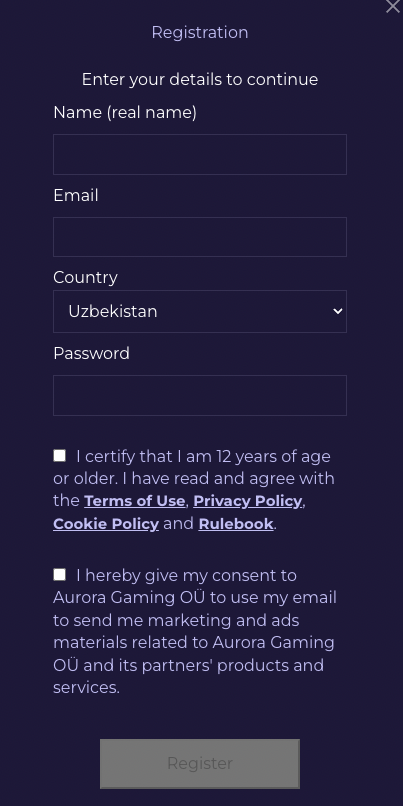 Registration
Enter your details to continue
Name (real name)
Email
Country
Uzbekistan
Password
I certify that I am 12 years of age
or older. I have read and agree with
the Terms of Use, Privacy Policy,
Cookie Policy and Rulebook.
I hereby give my consent to
Aurora Gaming OÜ to use my email
to send me marketing and ads
materials related to Aurora Gaming
OÜ and its partners' products and
services.
Register